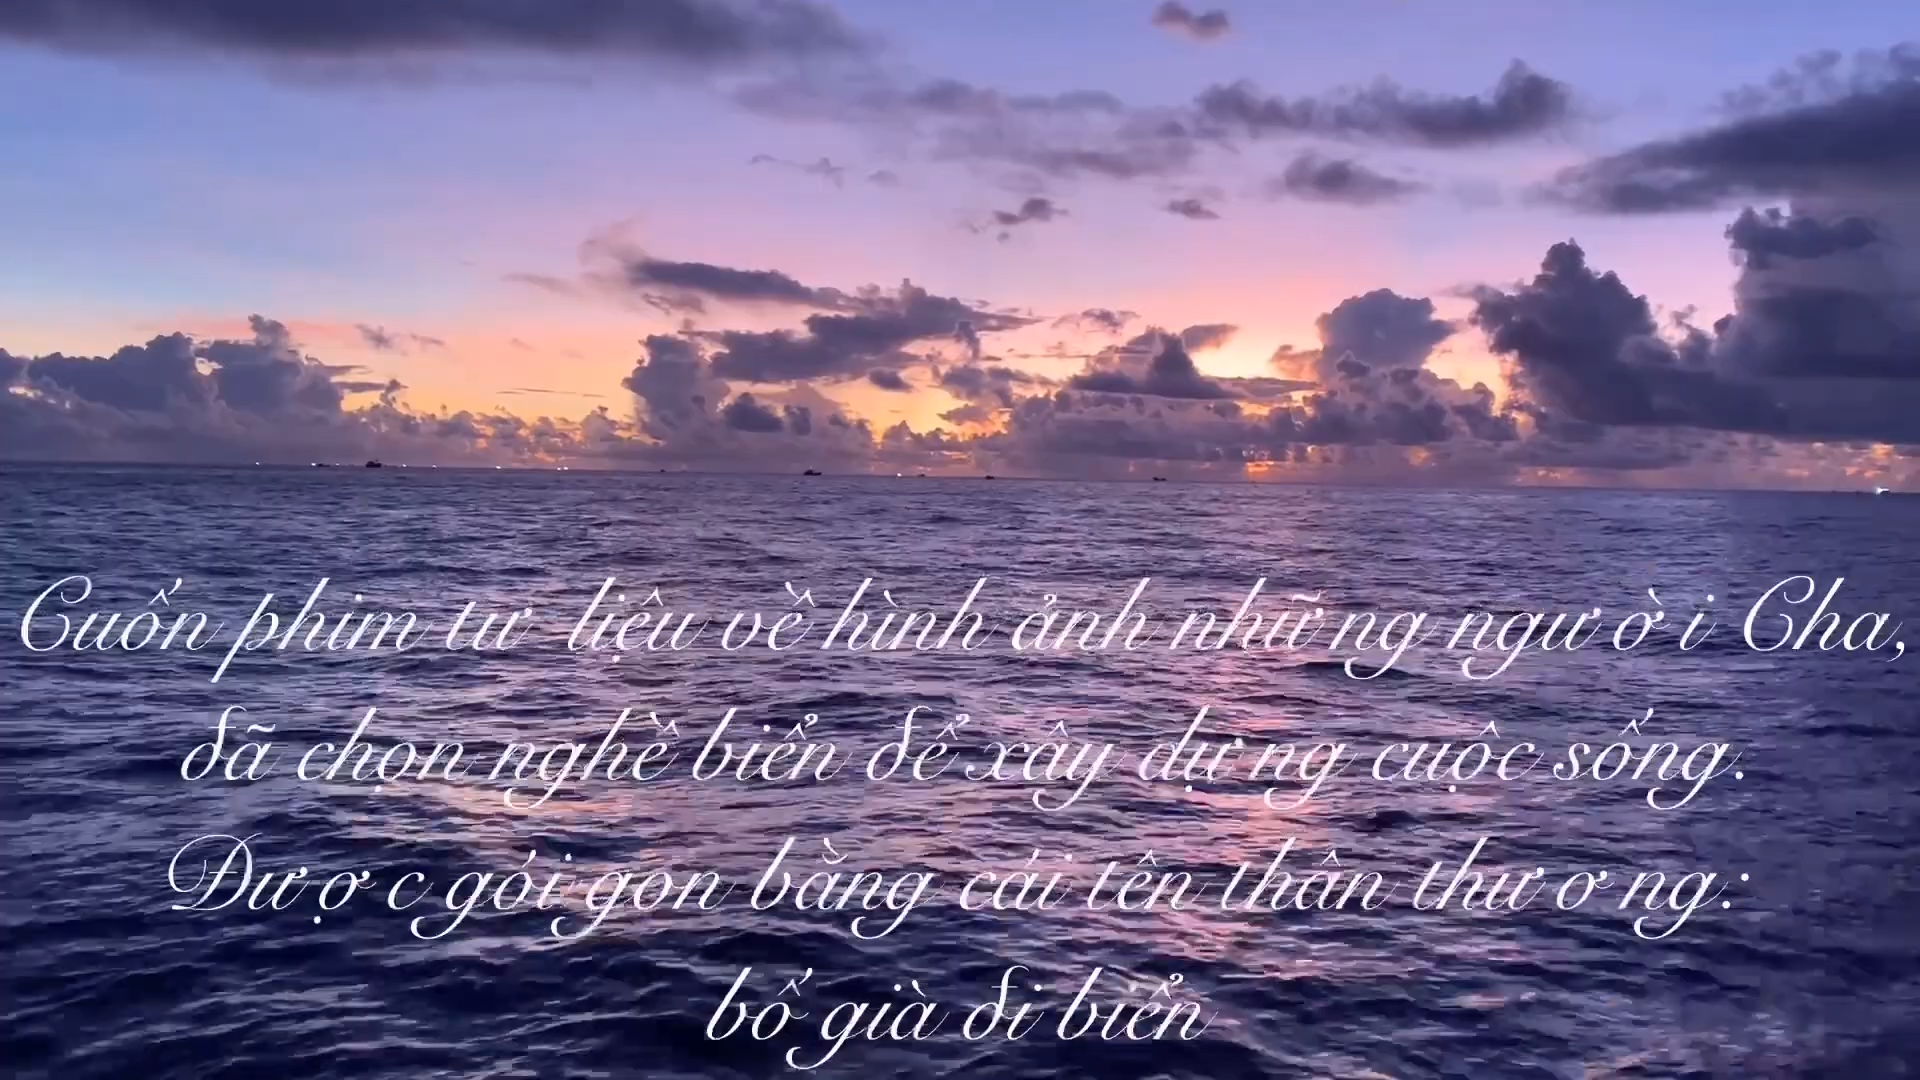 Cuốn phim tư liệu về hình ảnh những người Cha,
đã chọn nghề biển để xây dựng cuộc sống.
Được gói gon bằng cái tên thân thương:
bố già đi biển